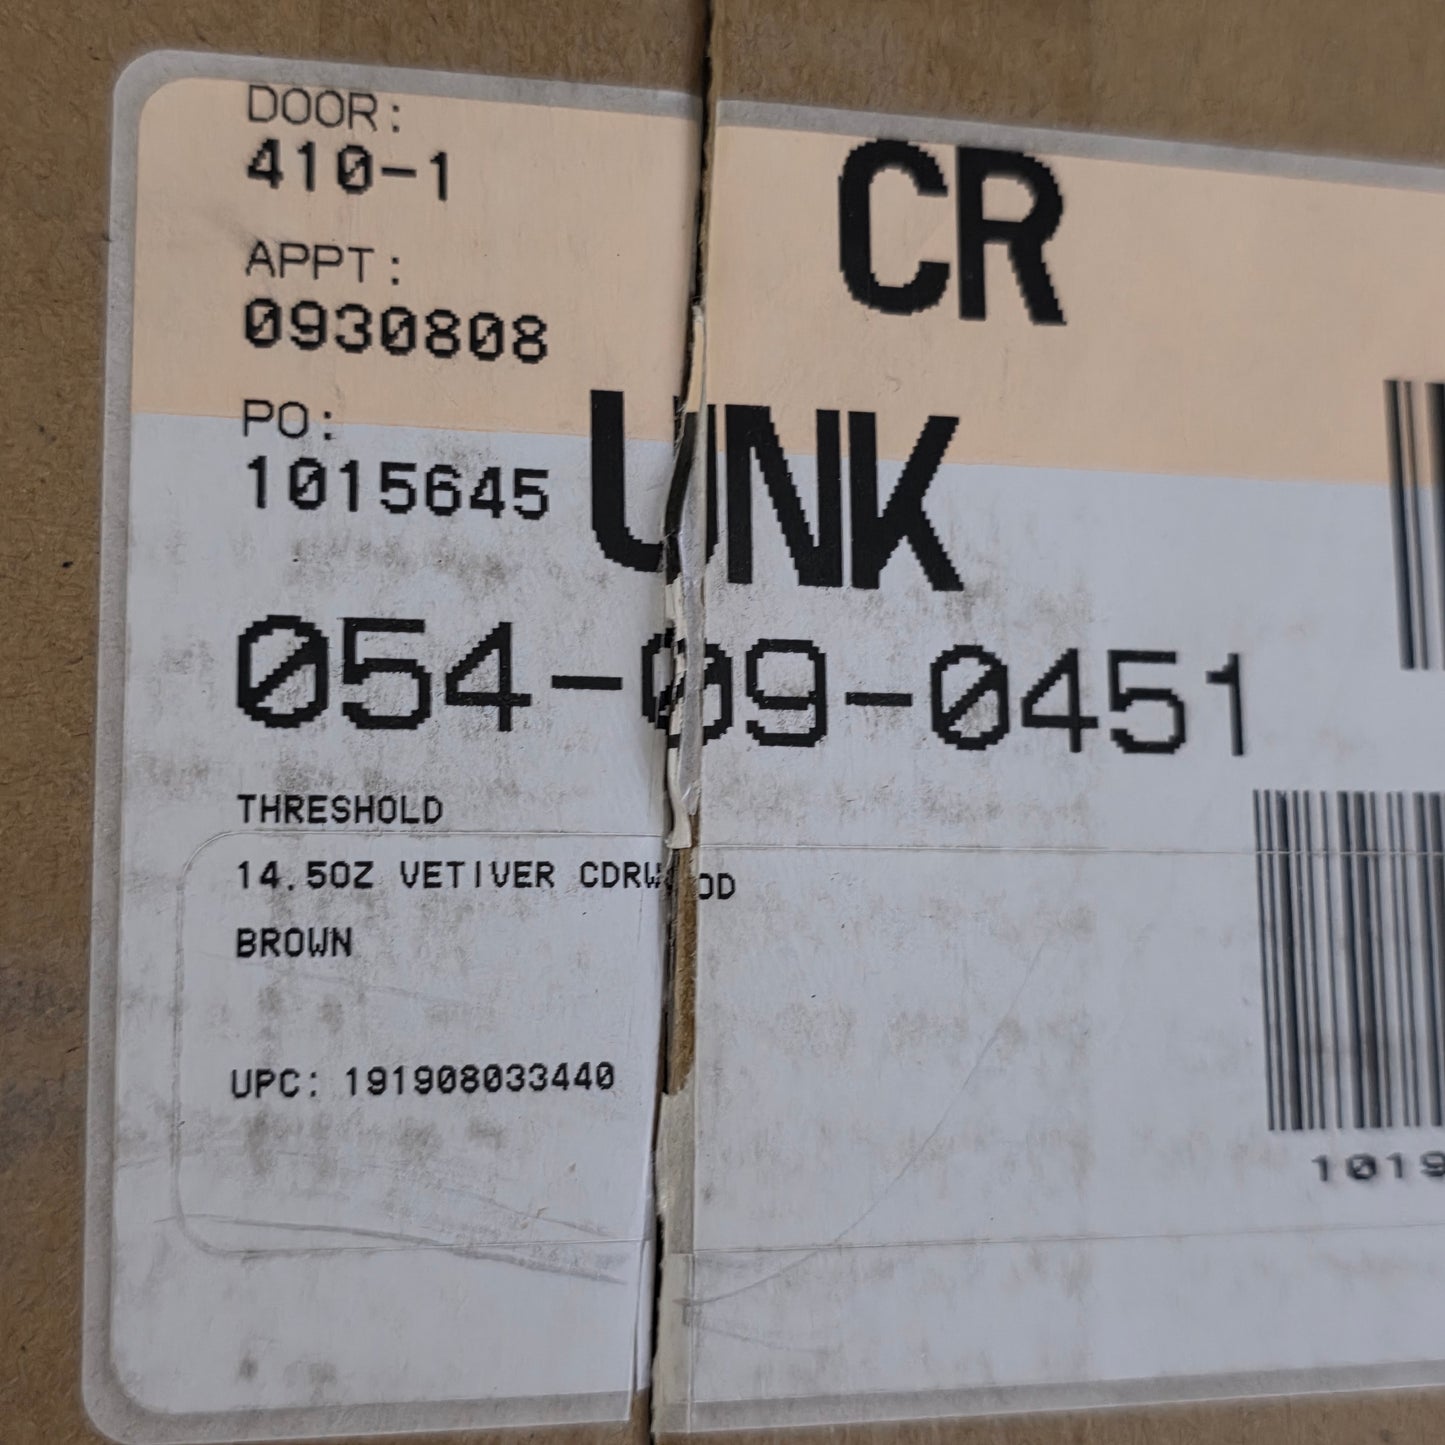 DOOR:
410-1
CR
APPT:
0930808
PO:
1015645
UNK
054-09-0451
THRESHOLD
14.5OZ VETIVER CDRWOOD
BROWN
UPC: 191908033440
1019